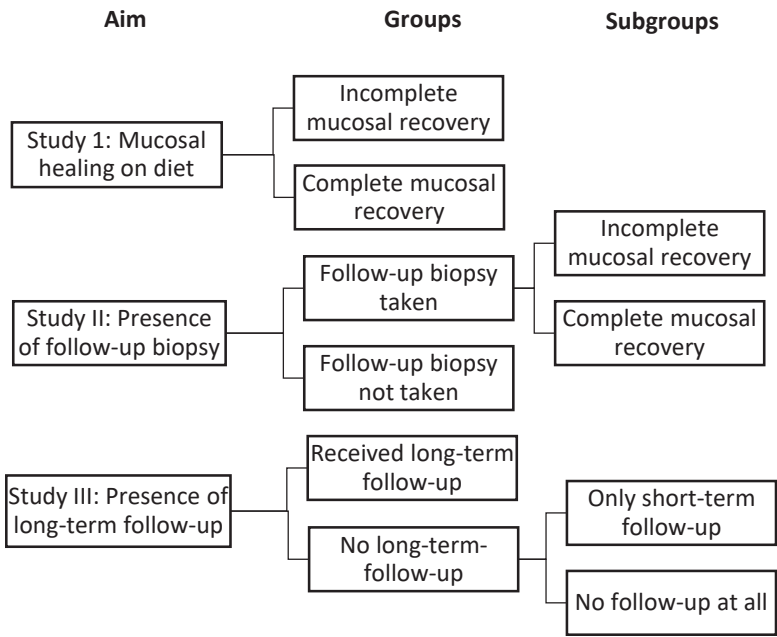 Aim
Groups
Subgroups
Study 1: Mucosal
healing on diet
Incomplete
mucosal recovery
Complete mucosal
recovery
Study II: Presence
of follow-up biopsy
Follow-up biopsy
taken
Follow-up biopsy
not taken
Incomplete
mucosal recovery
Complete mucosal
recovery
Study III: Presence of
long-term follow-up
Received long-term
follow-up
No long-term-
follow-up
Only short-term
follow-up
No follow-up at all